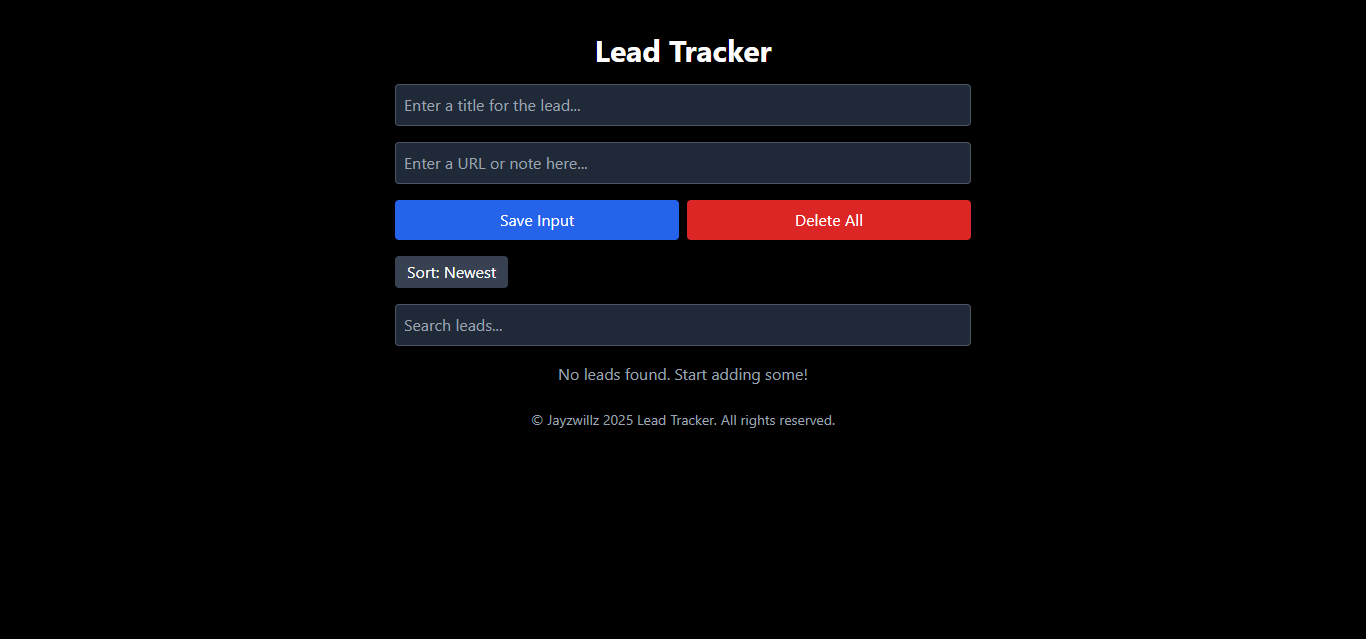 Lead Tracker
Enter a title for the lead...
Enter a URL or note here...
Save Input
Delete All
Sort: Newest
Search leads...
No leads found. Start adding some!
© Jayzwillz 2025 Lead Tracker. All rights reserved.